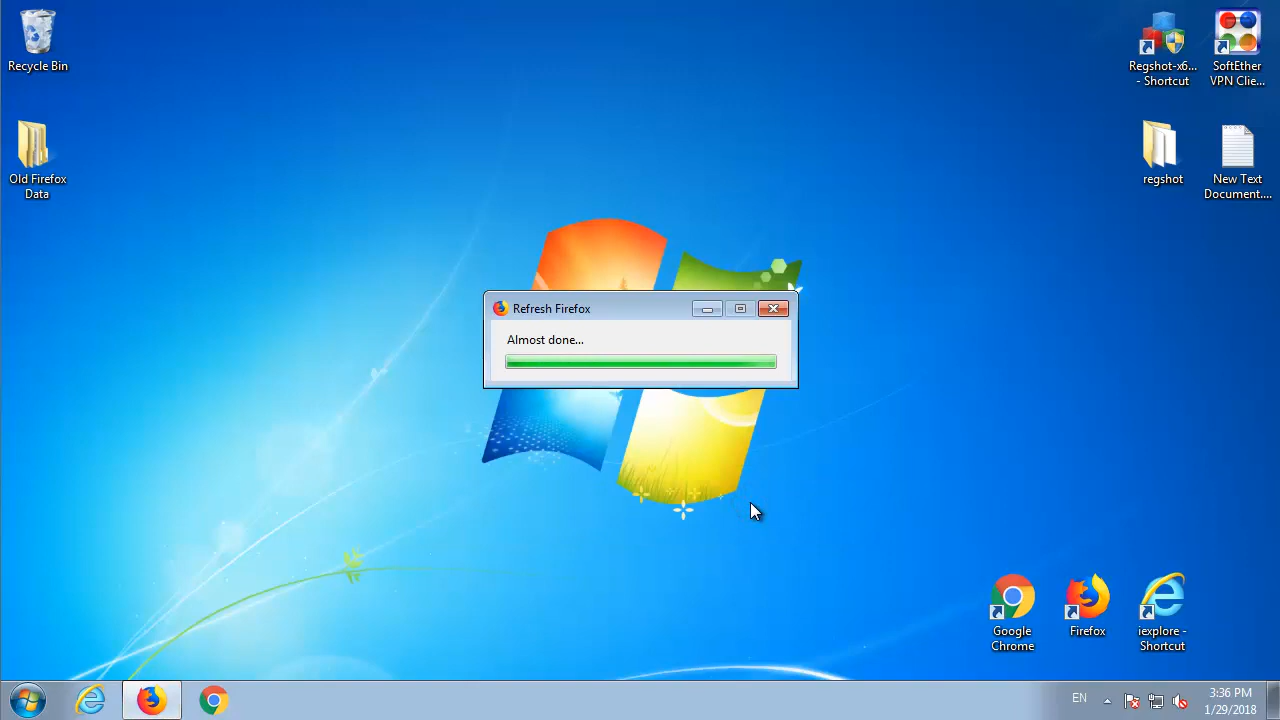 Recycle Bin
Old Firefox
Data
Regshot-x6...
- Shortcut
SoftEther
VPN Clie...
regshot
New Text
Document....
Refresh Firefox
Almost done...
Google
Chrome
Firefox
iexplore -
Shortcut
EN
3:36 PM
1/29/2018